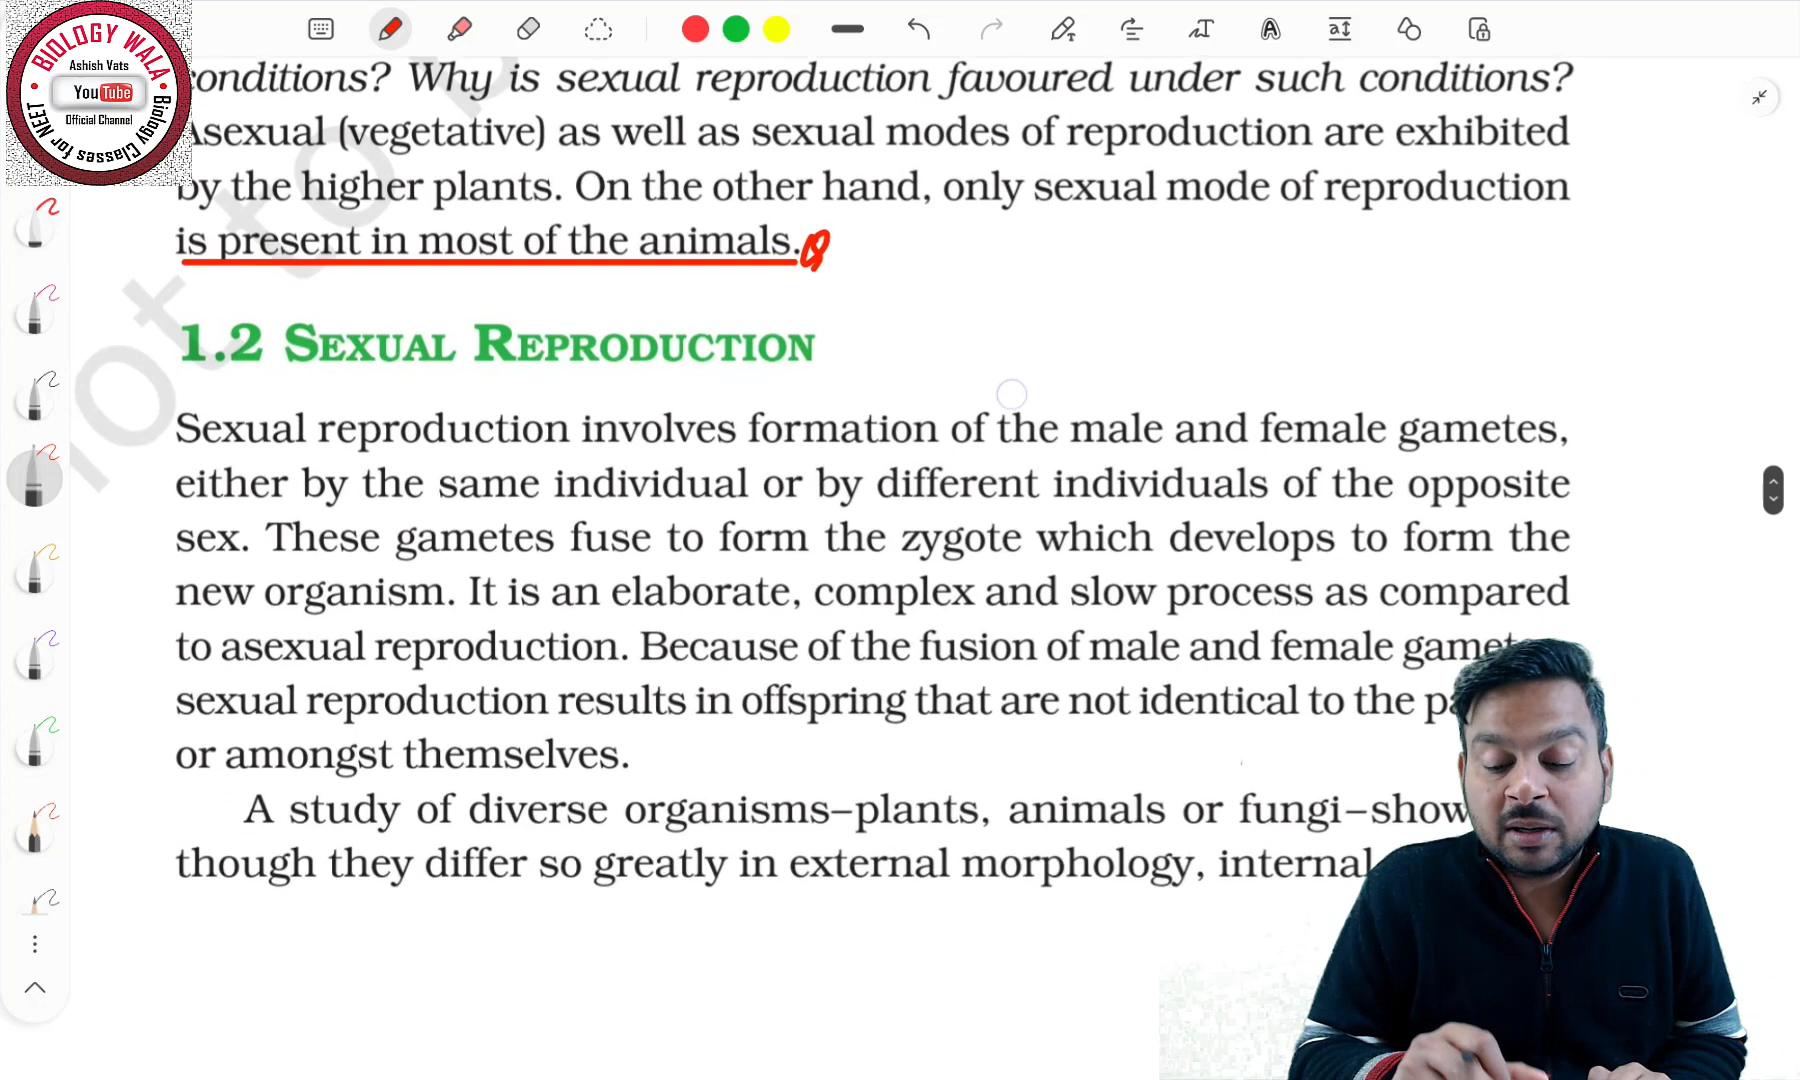 BIOLOGY WALA
Ashish Vats
YouTube
Official Channel
Biology Classes for NEET
conditions? Why is sexual reproduction favoured under such conditions?
Asexual (vegetative) as well as sexual modes of reproduction are exhibited
by the higher plants. On the other hand, only sexual mode of reproduction
is present in most of the animals.
1.2 SEXUAL REPRODUCTION
Sexual reproduction involves formation of the male and female gametes,
either by the same individual or by different individuals of the opposite
sex. These gametes fuse to form the zygote which develops to form the
new organism. It is an elaborate, complex and slow process as compared
to asexual reproduction. Because of the fusion of male and female gamet
sexual reproduction results in offspring that are not identical to the pa
or amongst themselves.
A study of diverse organisms–plants, animals or fungi–show
though they differ so greatly in external morphology, internal
not to